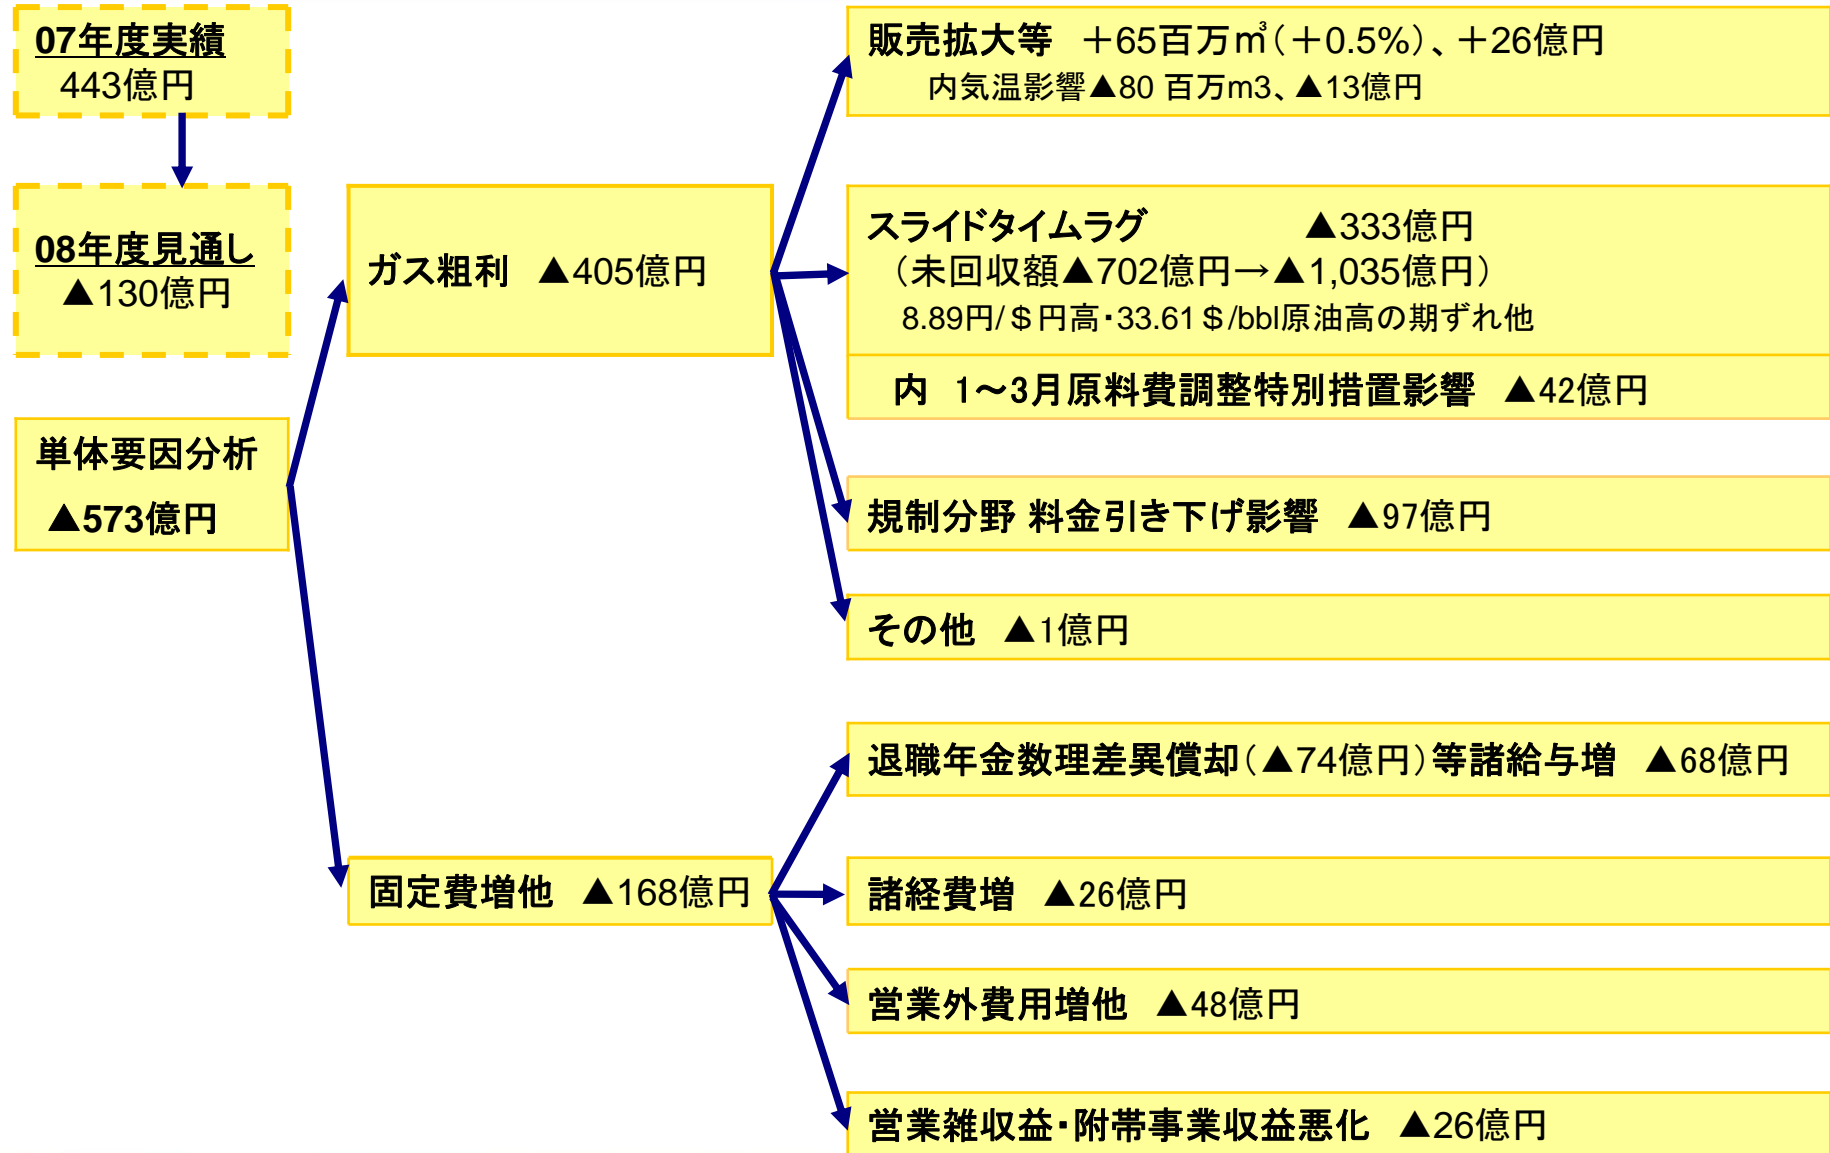 07年度実績
443億円
08年度見通し
▲130億円
単体要因分析
▲573億円
ガス粗利 ▲405億円
固定費増他 ▲168億円
販売拡大等 ＋65百万㎥（＋0.5%）、＋26億円
内気温影響▲80 百万m3、▲13億円
スライドタイムラグ ▲333億円
（未回収額▲702億円→▲1,035億円）
8.89円/＄円高・33.61＄/bbl原油高の期ずれ他
内 1～3月原料費調整特別措置影響 ▲42億円
規制分野 料金引き下げ影響 ▲97億円
その他 ▲1億円
退職年金数理差異償却（▲74億円）等諸給与増 ▲68億円
諸経費増 ▲26億円
営業外費用増他 ▲48億円
営業雑収益・附帯事業収益悪化 ▲26億円